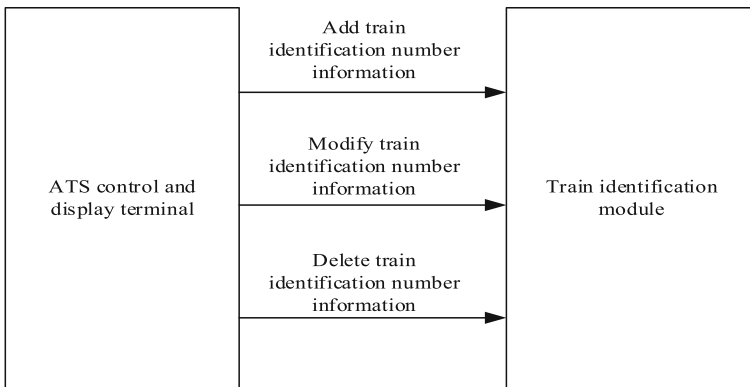 Add train
identification number
information
Modify train
identification number
information
ATS control and
display terminal
Train identification
module
Delete train
identification number
information